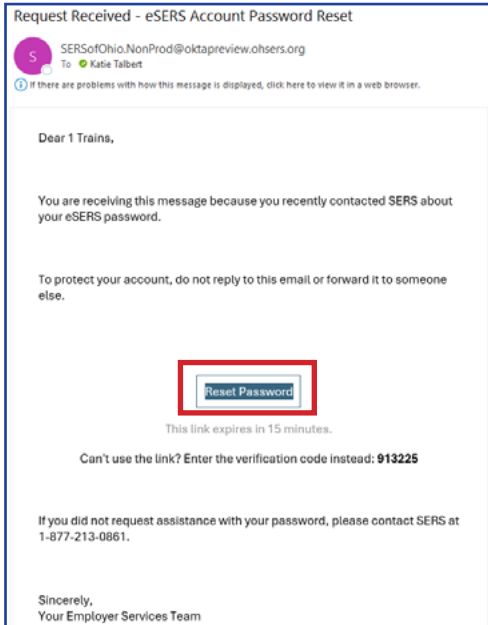 Request Received - eSERS Account Password Reset
S
SERSofOhio.NonProd@oktapreview.ohsers.org
To Katie Talbert
If there are problems with how this message is displayed, click here to view it in a web browser.
Dear 1 Trains,
You are receiving this message because you recently contacted SERS about
your eSERS password.
To protect your account, do not reply to this email or forward it to someone
else.
Reset Password
This link expires in 15 minutes.
Can't use the link? Enter the verification code instead: 913225
If you did not request assistance with your password, please contact SERS at
1-877-213-0861.
Sincerely,
Your Employer Services Team